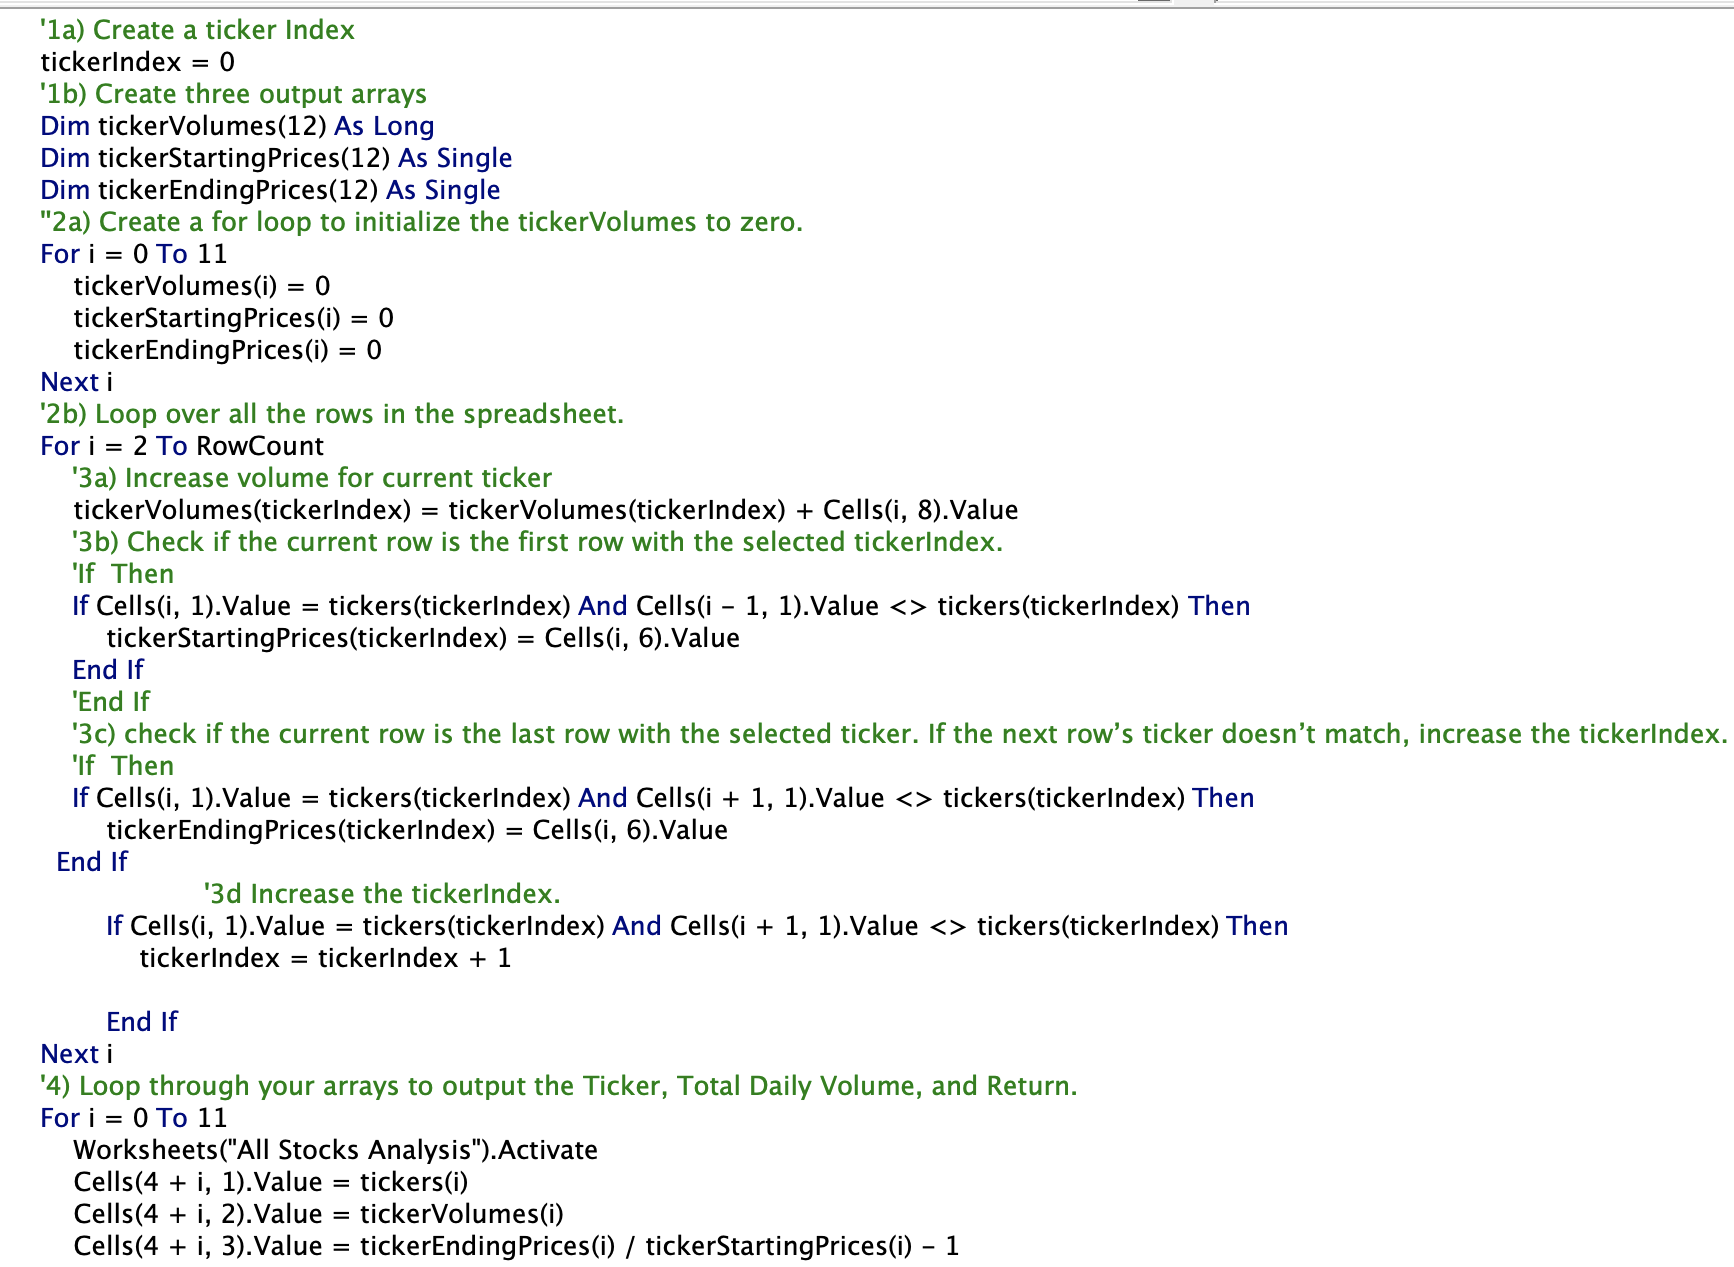 '1a) Create a ticker Index
tickerIndex = 0
'1b) Create three output arrays
Dim tickerVolumes(12) As Long
Dim tickerStartingPrices(12) As Single
Dim tickerEndingPrices(12) As Single
''2a) Create a for loop to initialize the tickerVolumes to zero.
For i = 0 To 11
tickerVolumes(i) = 0
tickerStartingPrices(i) = 0
tickerEndingPrices(i) = 0
Next i
'2b) Loop over all the rows in the spreadsheet.
For i = 2 To RowCount
'3a) Increase volume for current ticker
tickerVolumes(tickerIndex) = tickerVolumes(tickerIndex) + Cells(i, 8).Value
'3b) Check if the current row is the first row with the selected tickerIndex.
'If  Then
If Cells(i, 1).Value = tickers(tickerIndex) And Cells(i - 1, 1).Value <> tickers(tickerIndex) Then
tickerStartingPrices(tickerIndex) = Cells(i, 6).Value
End If
'End If
'3c) check if the current row is the last row with the selected ticker. If the next row’s ticker doesn’t match, increase the tickerIndex.
'If  Then
If Cells(i, 1).Value = tickers(tickerIndex) And Cells(i + 1, 1).Value <> tickers(tickerIndex) Then
tickerEndingPrices(tickerIndex) = Cells(i, 6).Value
End If
'3d Increase the tickerIndex.
If Cells(i, 1).Value = tickers(tickerIndex) And Cells(i + 1, 1).Value <> tickers(tickerIndex) Then
tickerIndex = tickerIndex + 1
End If
Next i
'4) Loop through your arrays to output the Ticker, Total Daily Volume, and Return.
For i = 0 To 11
Worksheets("All Stocks Analysis").Activate
Cells(4 + i, 1).Value = tickers(i)
Cells(4 + i, 2).Value = tickerVolumes(i)
Cells(4 + i, 3).Value = tickerEndingPrices(i) / tickerStartingPrices(i) - 1